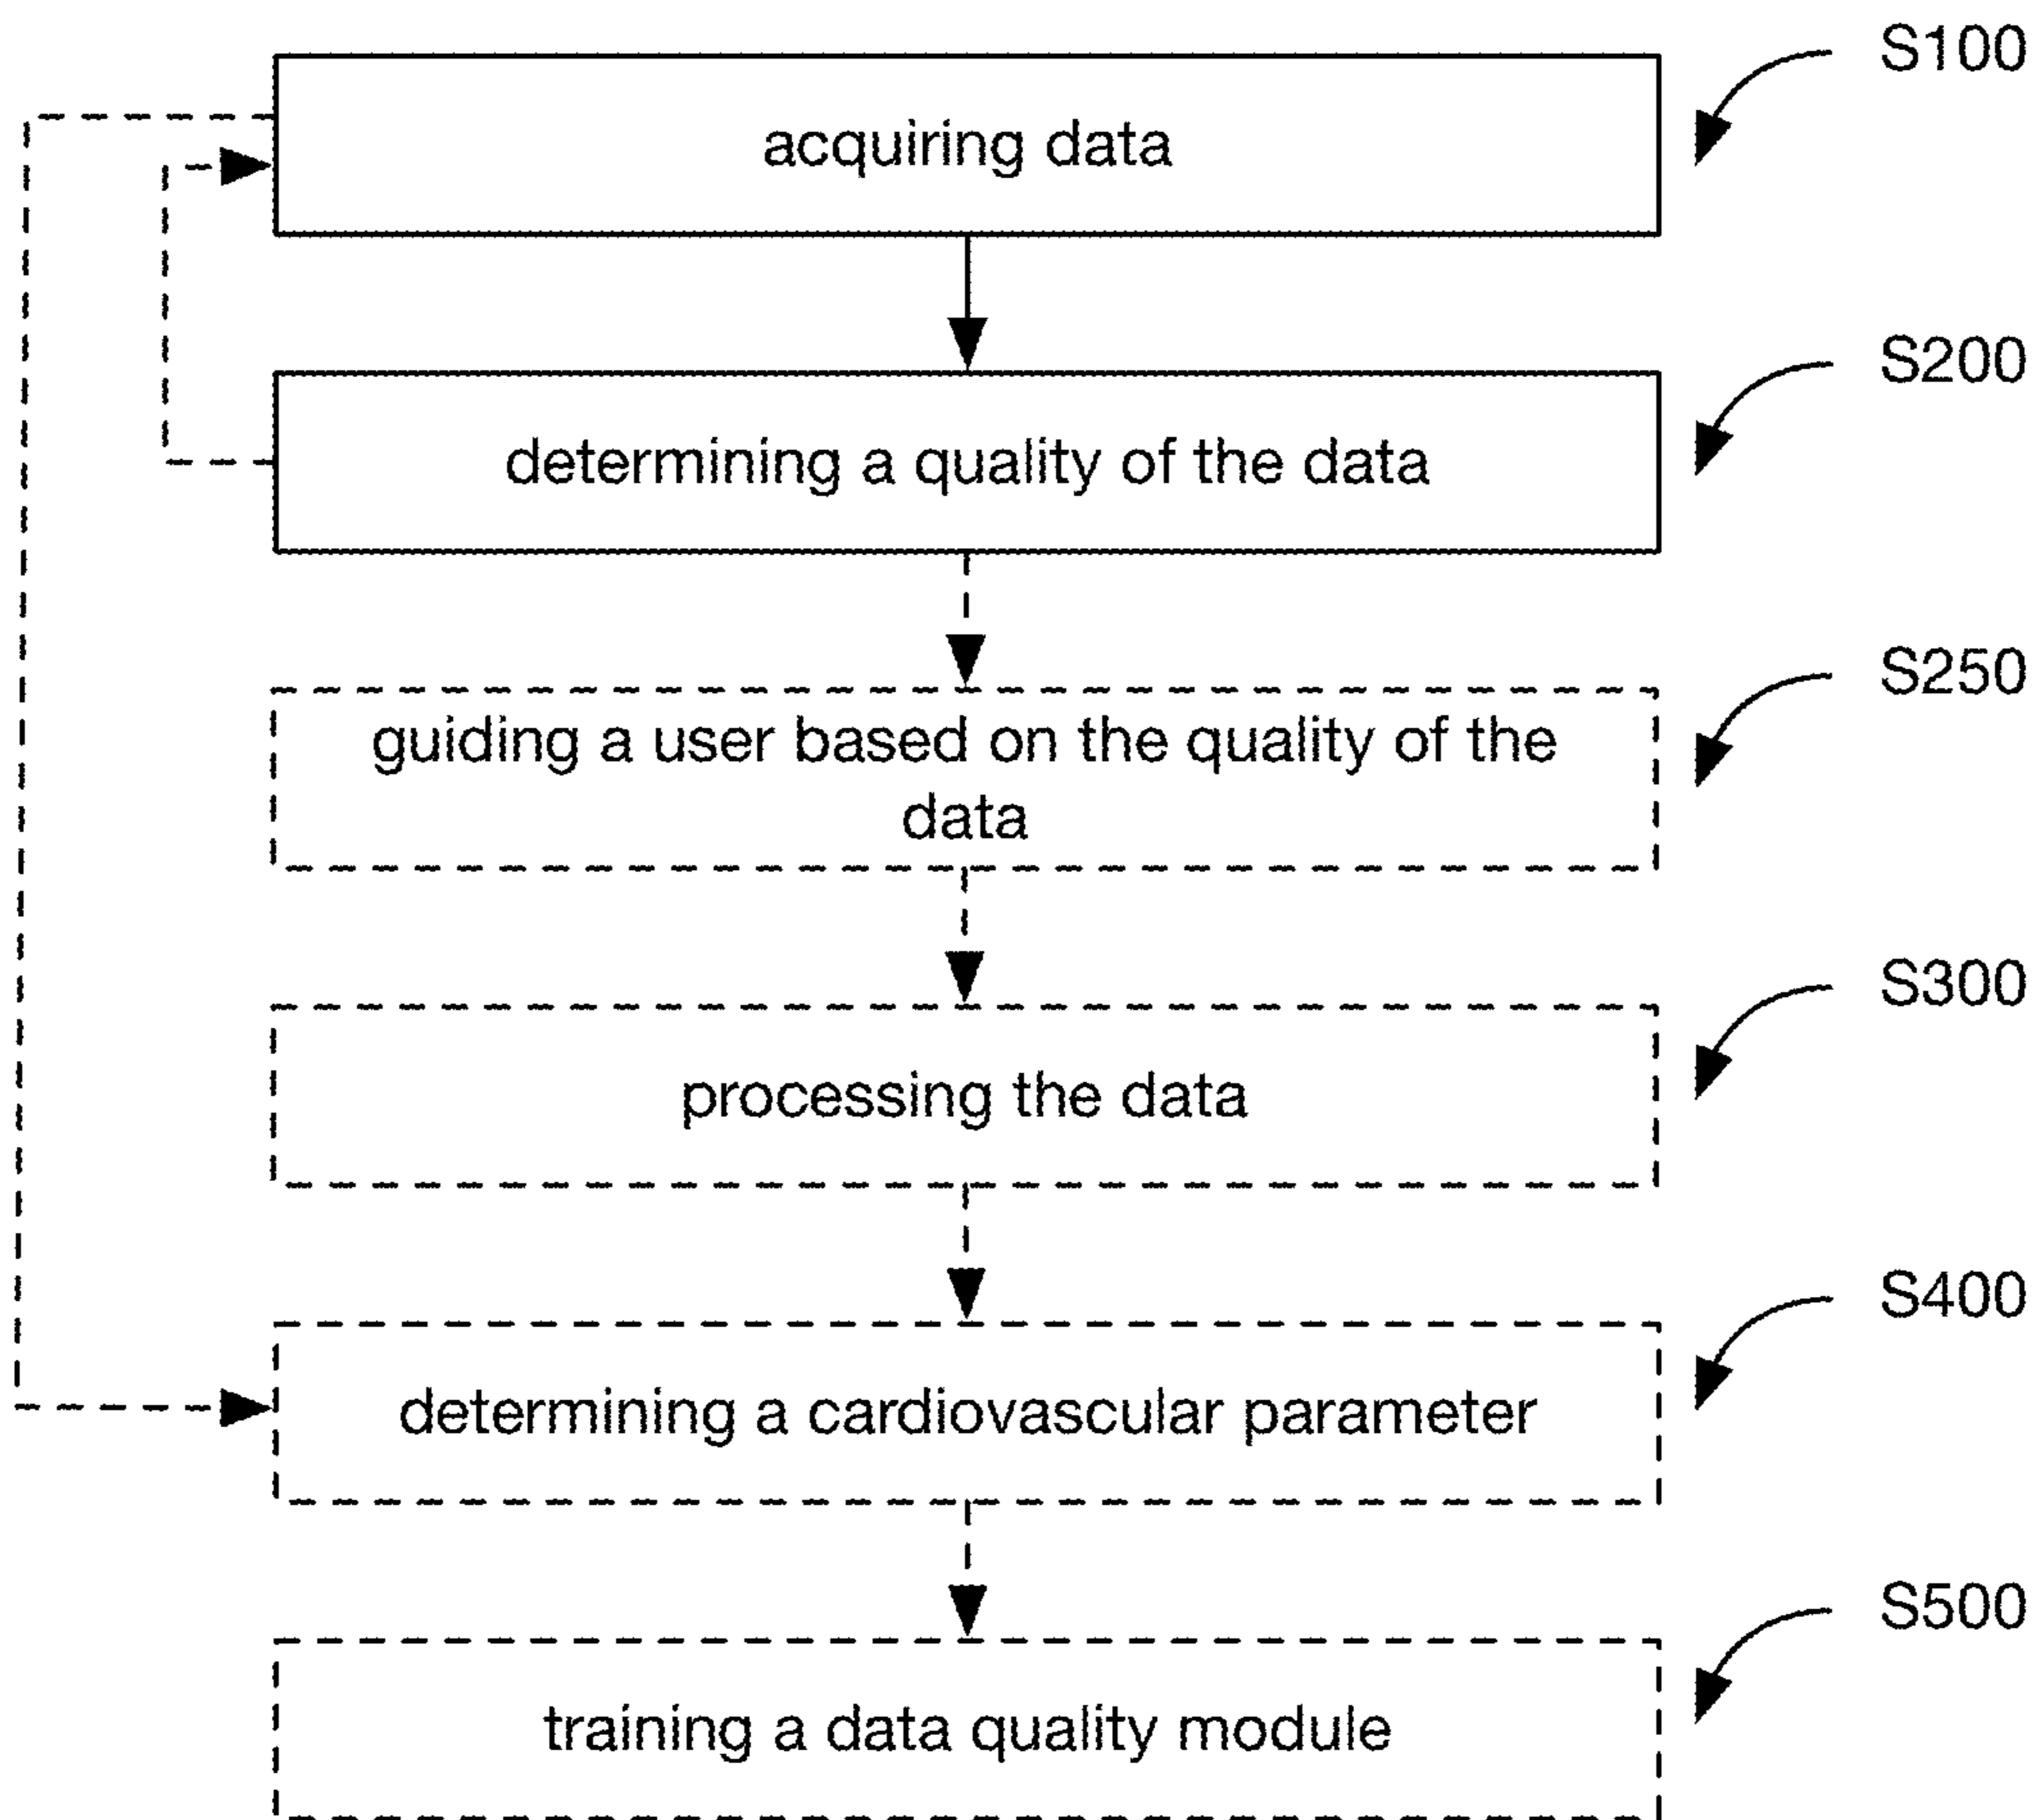 acquiring data
S100
determining a quality of the data
S200
guiding a user based on the quality of the
data
S250
processing the data
S300
determining a cardiovascular parameter
S400
training a data quality module
S500